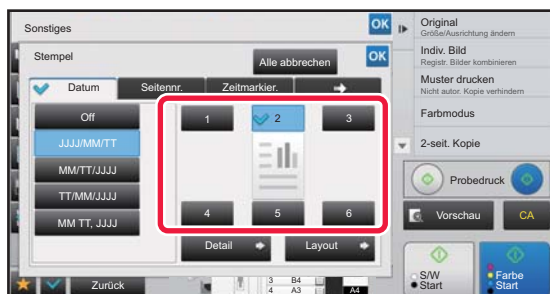 Sonstiges
OK
Stempel
Alle abbrechen
OK
Datum
Seitennr.
Zeitmarkier.
Off
JJJJ/MM/TT
MM/TT/JJJJ
TT/MM/JJJJ
MM TT, JJJJ
1
2
3
4
5
6
Detail
Layout
Zurück
3 B4
4 A3
A4
Original
Größe/Ausrichtung ändern
Indiv. Bild
Registr. Bilder kombinieren
Muster drucken
Nicht autor. Kopie verhindern
Farbmodus
2-seit. Kopie
Probedruck
Vorschau
CA
S/W
Start
Farbe
Start